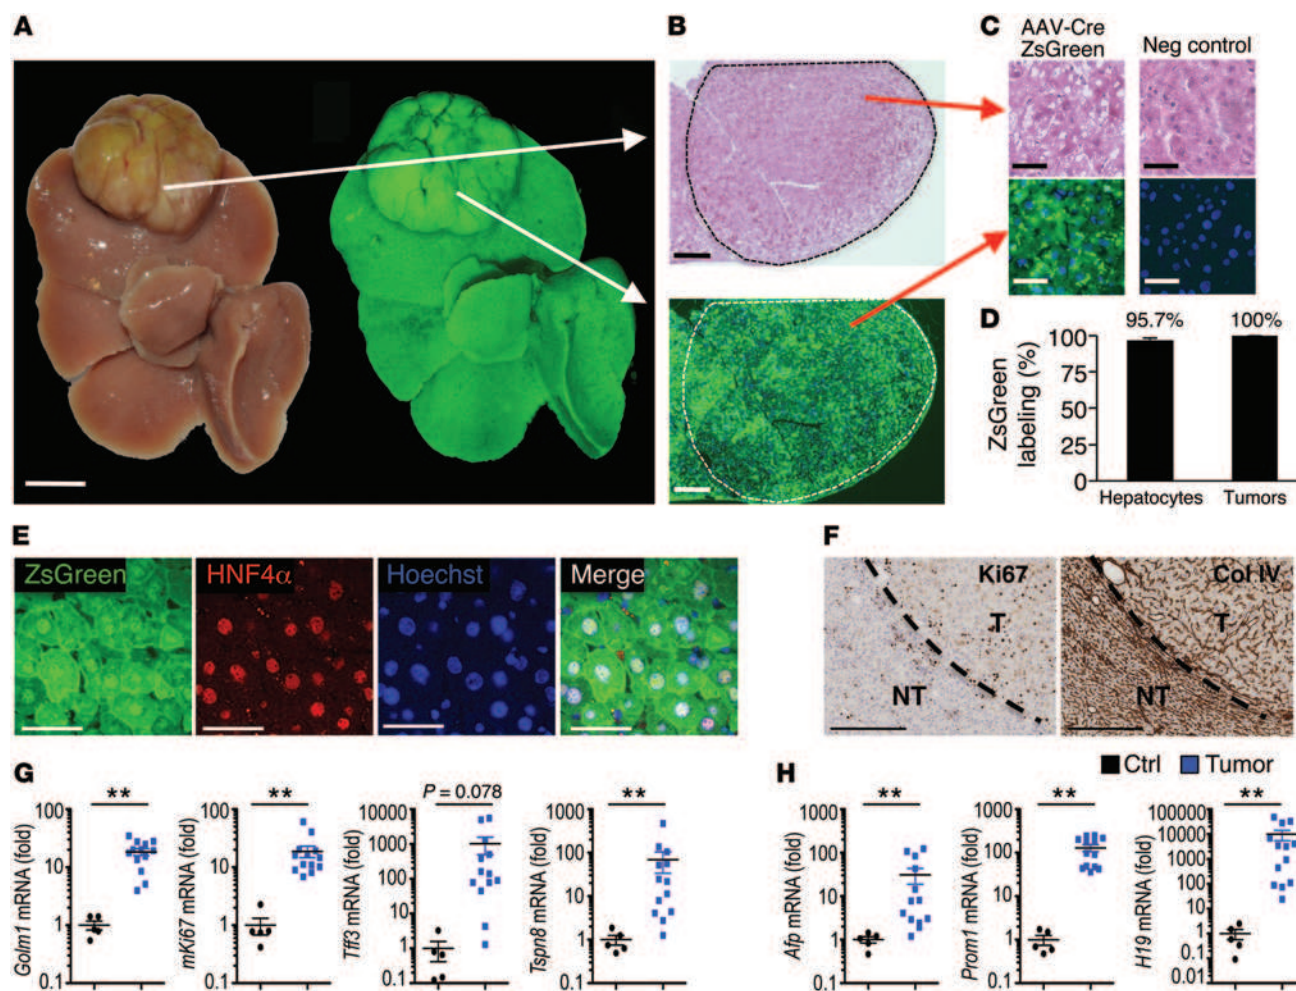 A
B
C
AAV-Cre
ZsGreen
Neg control
D
95.7%
100%
ZsGreen
labeling (%)
100
75
50
25
0
Hepatocytes
Tumors
E
ZsGreen
HNF4α
Hoechst
Merge
F
Ki67
T
NT
Col IV
T
NT
G
Golm1 mRNA (fold)
100
10
1
0.1
**
mKi67 mRNA (fold)
100
10
1
0.1
**
Tff3 mRNA (fold)
10000
1000
100
10
1
0.1
P = 0.078
Tspn8 mRNA (fold)
1000
100
10
1
0.1
**
H
Ctrl
Tumor
Afp mRNA (fold)
1000
100
10
1
0.1
**
Prom1 mRNA (fold)
1000
100
10
1
0.1
**
H19 mRNA (fold)
100000
10000
1000
100
10
1
0.1
0.01
**